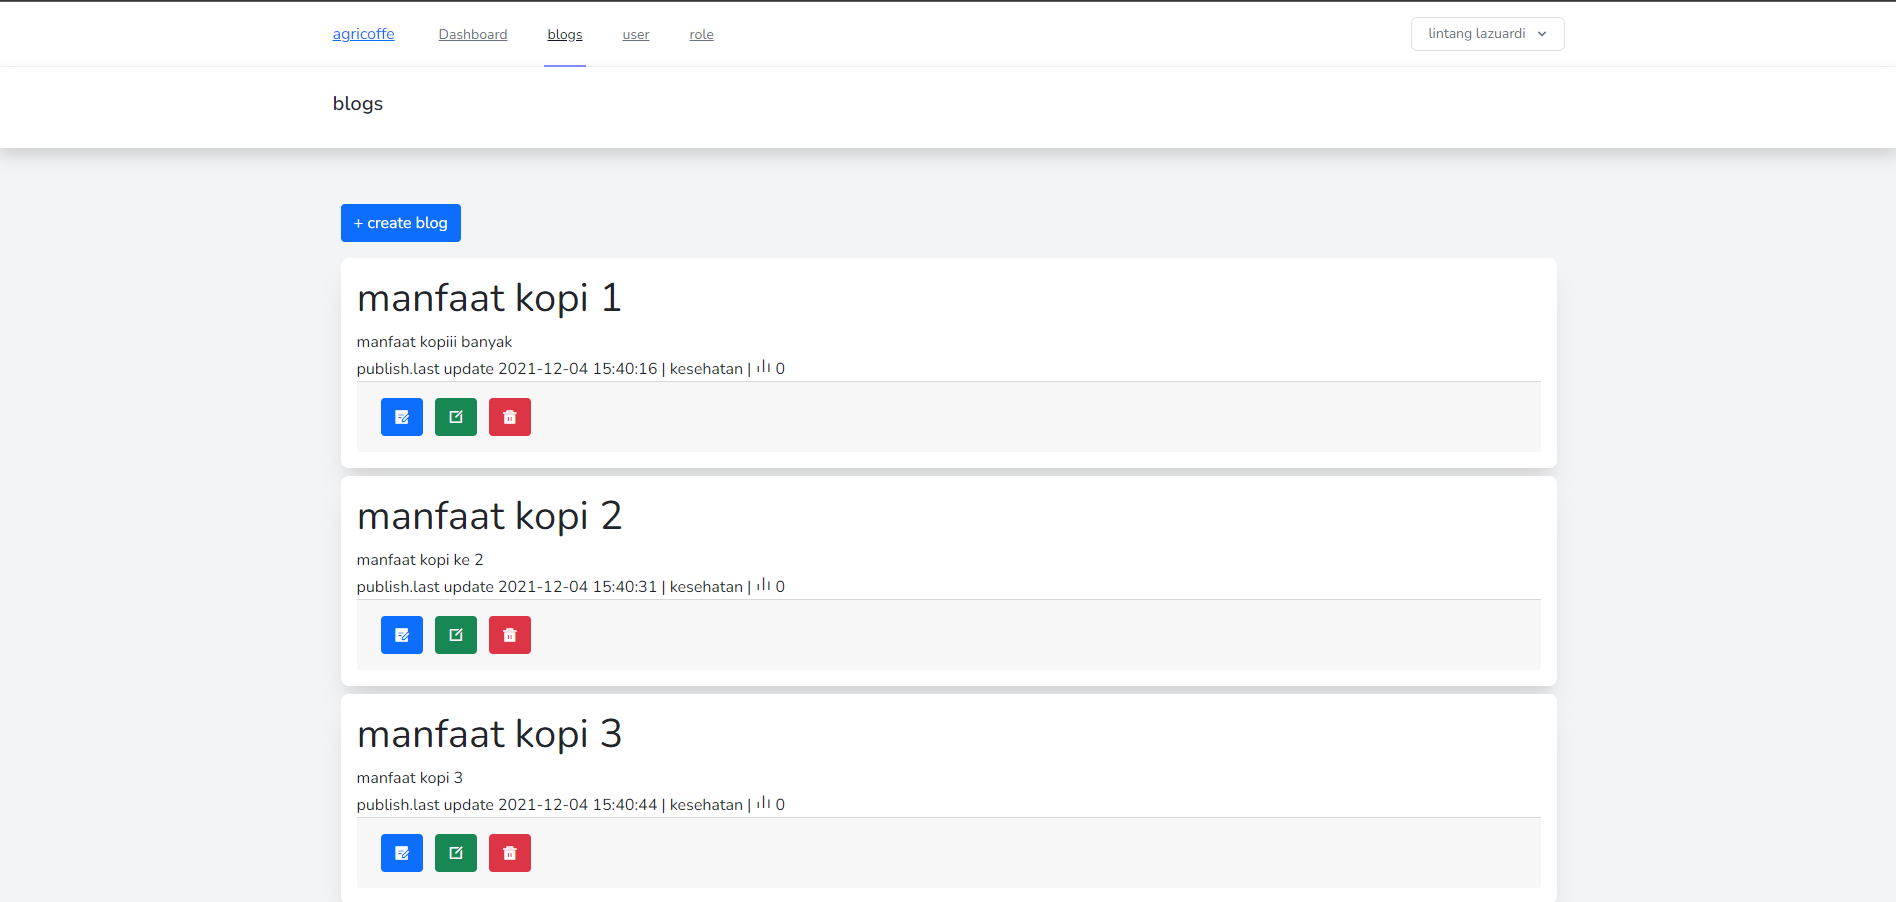 agricoffe Dashboard blogs user role lintang lazuardi
blogs
+ create blog
manfaat kopi 1
manfaat kopiii banyak
publish.last update 2021-12-04 15:40:16 | kesehatan | 0
manfaat kopi 2
manfaat kopi ke 2
publish.last update 2021-12-04 15:40:31 | kesehatan | 0
manfaat kopi 3
manfaat kopi 3
publish.last update 2021-12-04 15:40:44 | kesehatan | 0